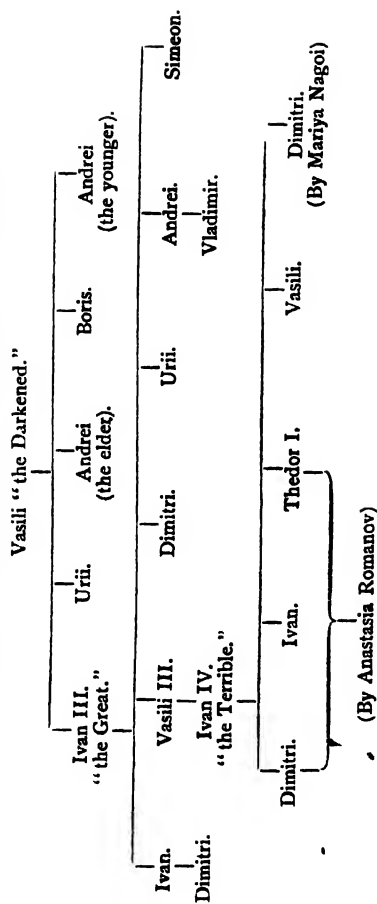 Vasili “the Darkened.”
Ivan III. Urii. Andrei Boris. Andrei
“the Great.” (the elder). (the younger).
Ivan. Vasili III. Dimitri. Urii. Andrei. Simeon.
Dimitri. Ivan IV. Vladimir.
“the Terrible.”
Dimitri. Ivan. Thedor I. Vasili. Dimitri.
(By Mariya Nagoi)
(By Anastasia Romanov)